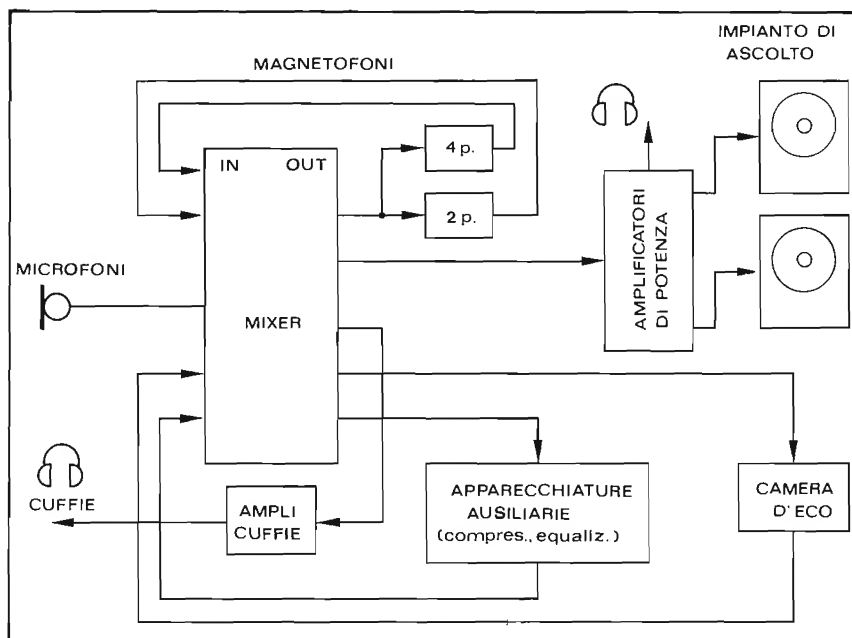 IMPIANTO DI
ASCOLTO
MAGNETOFONI
4 p.
IN OUT
2 p.
AMPLIFICATORI
DI POTENZA
MICROFONI
MIXER
CUFFIE
AMPLI
CUFFIE
APPARECCHIATURE
AUSILIARIE
(compres., equaliz.)
CAMERA
D'ECO